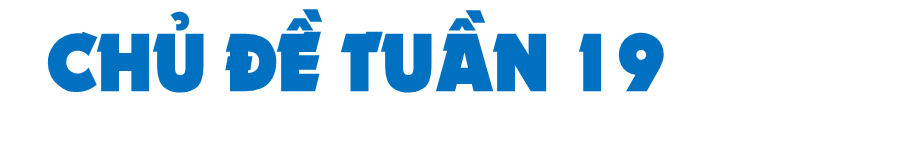 CHỦ ĐỀ TUẦN 19